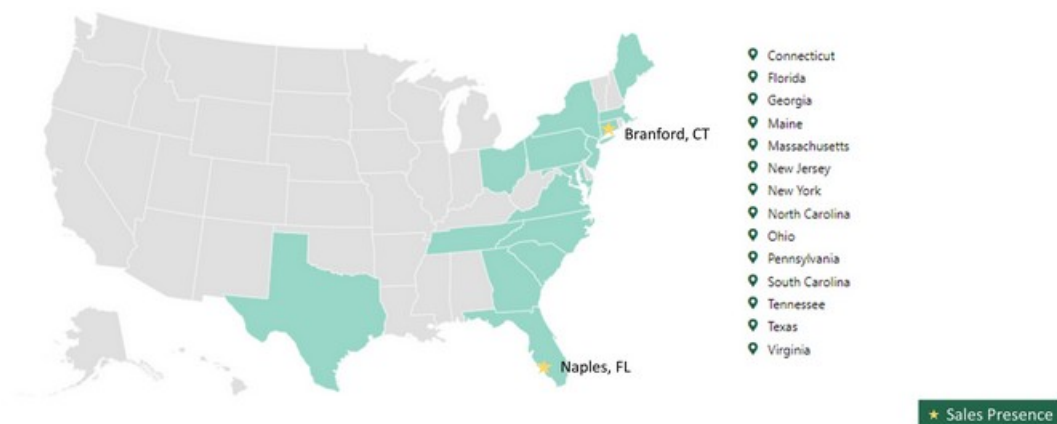 Branford, CT
Naples, FL
Connecticut
Florida
Georgia
Maine
Massachusetts
New Jersey
New York
North Carolina
Ohio
Pennsylvania
South Carolina
Tennessee
Texas
Virginia
Sales Presence